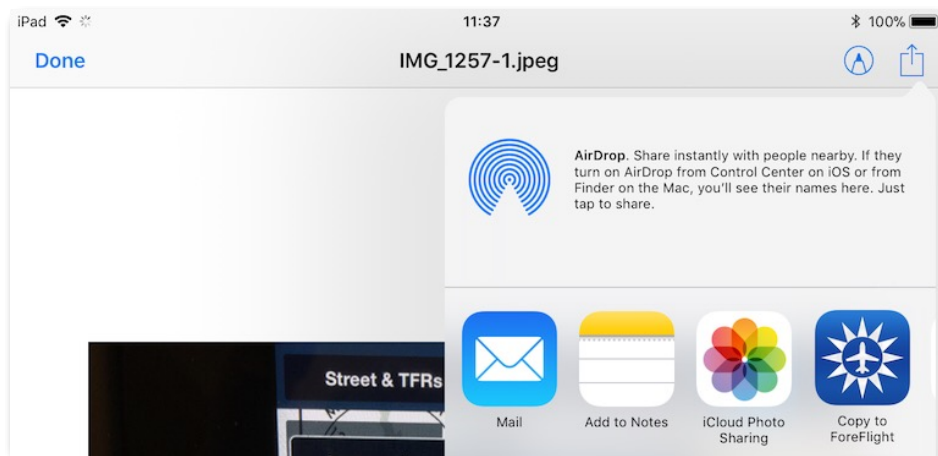 iPad 11:37 100%
Done IMG_1257-1.jpeg
AirDrop. Share instantly with people nearby. If they
turn on AirDrop from Control Center on iOS or from
Finder on the Mac, you'll see their names here. Just
tap to share.
Street & TFRs
Mail Add to Notes iCloud Photo Copy to
Sharing ForeFlight